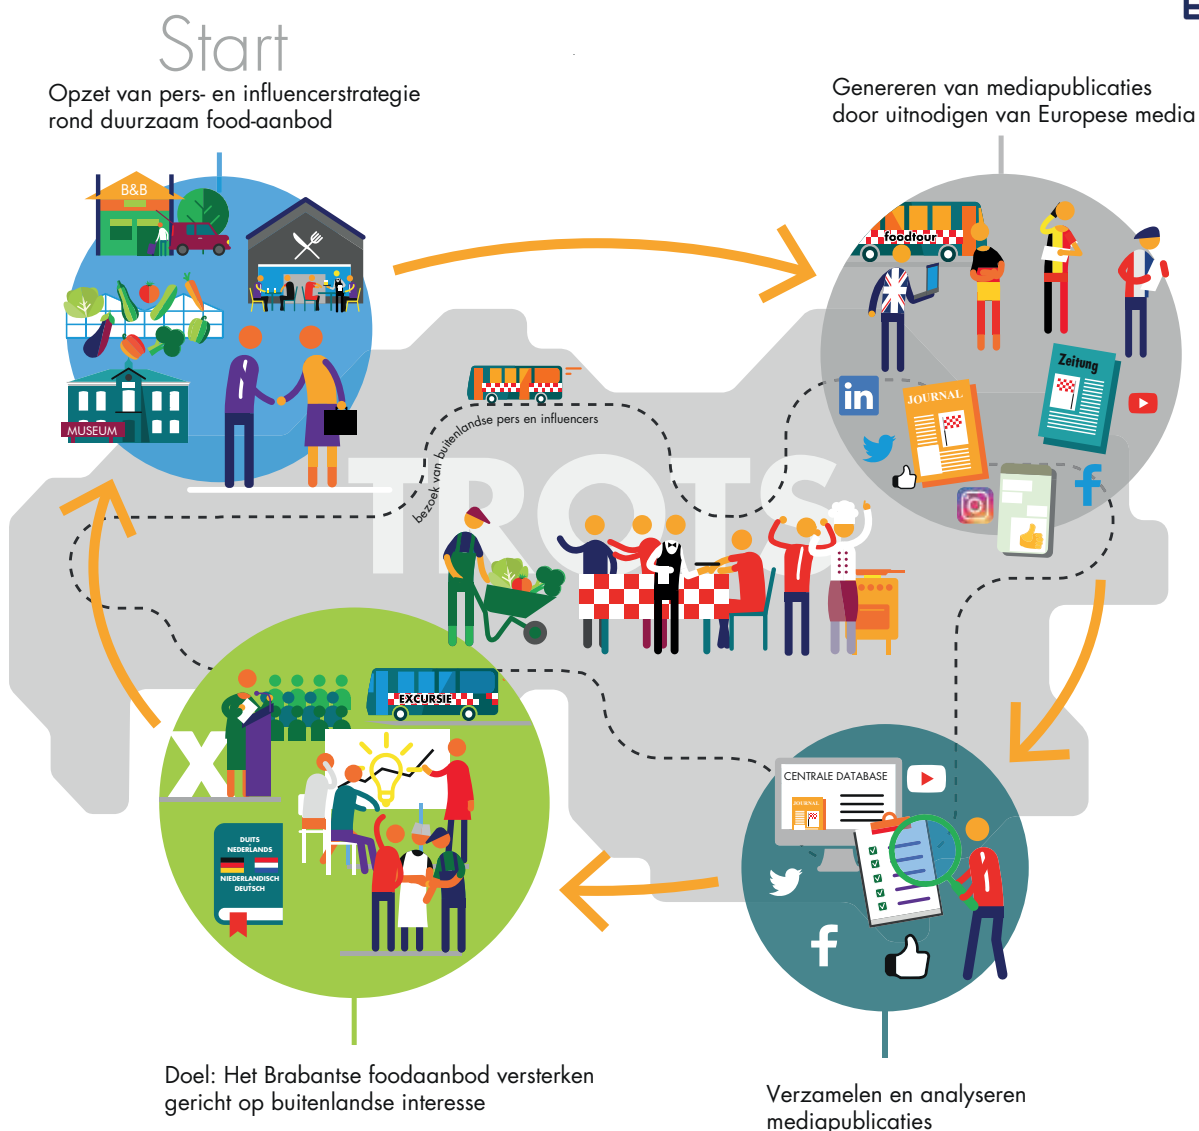 Start
Opzet van pers- en influencerstrategie
rond duurzaam food-aanbod
Genereren van mediapublicaties
door uitnodigen van Europese media
B&B
MUSEUM
foodtour
Zeitung
JOURNAL
in
f
bezoek van buitenlandse pers en influencers
TROTS
EXCURSIE
X
DUITS
NEDERLANDS
NIEDERLANDISCH
DEUTSCH
CENTRALE DATABASE
JOURNAL
f
Doel: Het Brabantse foodaanbod versterken
gericht op buitenlandse interesse
Verzamelen en analyseren
mediapublicaties